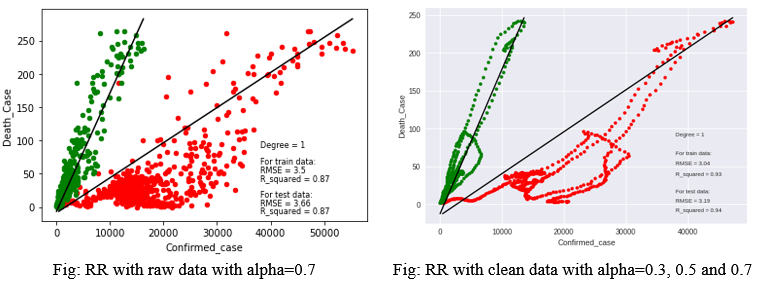 250
200
150
100
50
0
Death_Case
Degree = 1
For train data:
RMSE = 3.5
R_squared = 0.87
For test data:
RMSE = 3.66
R_squared = 0.87
0 10000 20000 30000 40000 50000
Confirmed_case
Fig: RR with raw data with alpha=0.7
250
200
150
100
50
0
Death_Case
Degree = 1
For train data:
RMSE = 3.04
R_squared = 0.93
For test data:
RMSE = 3.19
R_squared = 0.94
0 10000 20000 30000 40000
Confirmed_case
Fig: RR with clean data with alpha=0.3, 0.5 and 0.7